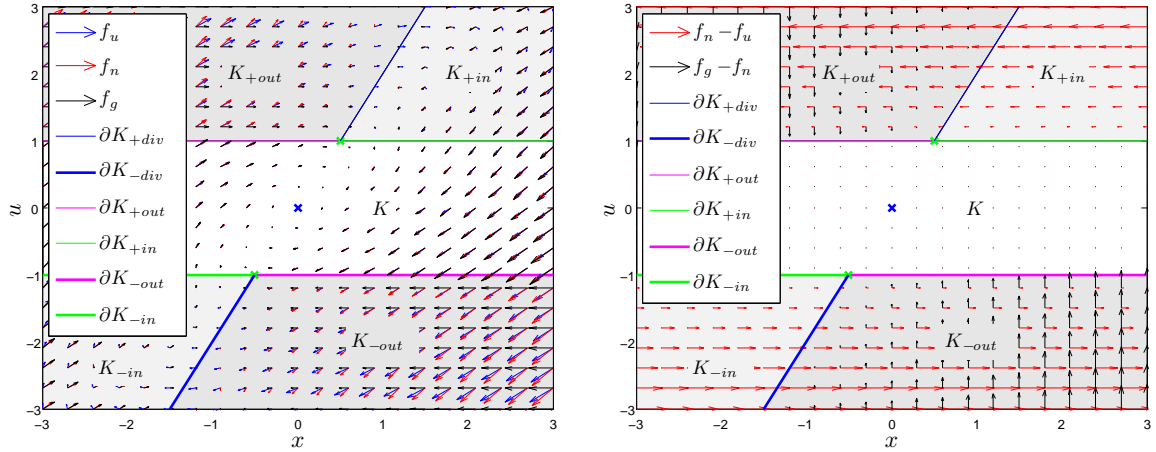 f_u
f_n
f_g
∂K_{+div}
∂K_{-div}
∂K_{+out}
∂K_{+in}
∂K_{-out}
∂K_{-in}
K_{+out}
K_{+in}
K
K_{-out}
K_{-in}
3
2
1
0
−1
−2
−3
u
−3 −2 −1 0 1 2 3
x
f_n − f_u
f_g − f_n
∂K_{+div}
∂K_{-div}
∂K_{+out}
∂K_{+in}
∂K_{-out}
∂K_{-in}
K_{+out}
K_{+in}
K
K_{-out}
K_{-in}
3
2
1
0
−1
−2
−3
u
−3 −2 −1 0 1 2 3
x